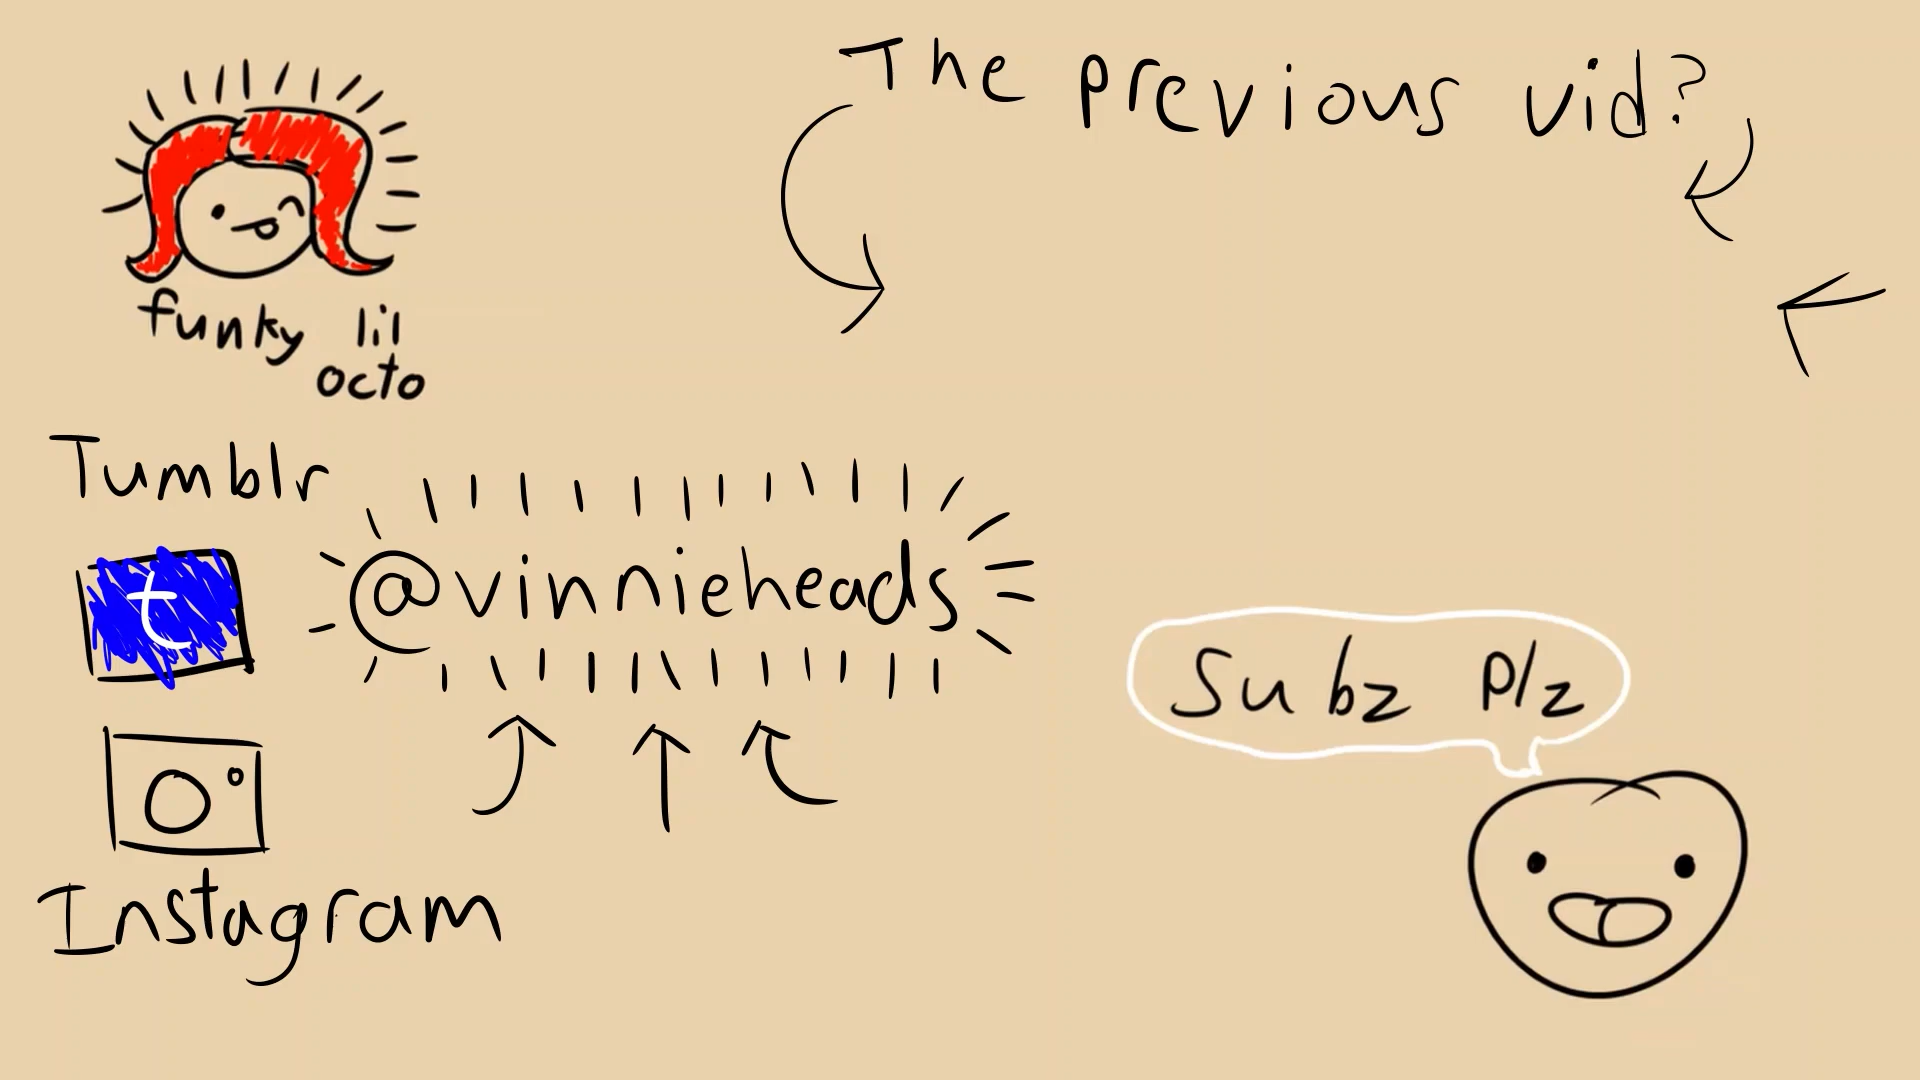 The previous vid?
funky lil
octo
Tumblr
t
@vinnieheads
Subz Plz
Instagram